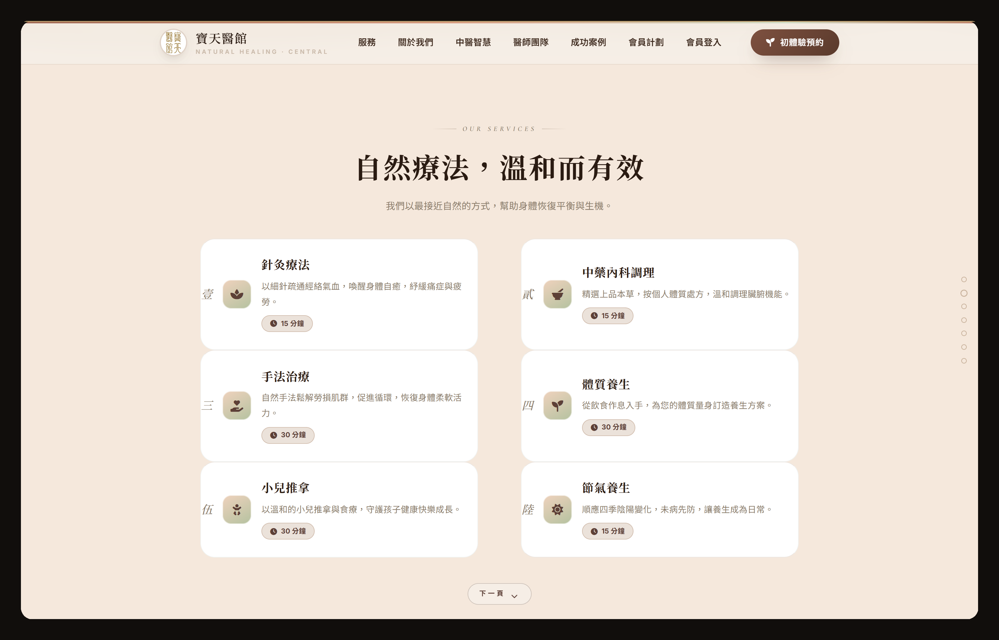 寶天醫館
寶天醫館
NATURAL HEALING · CENTRAL
服務
關於我們
中醫智慧
醫師團隊
成功案例
會員計劃
會員登入
初體驗預約
OUR SERVICES
自然療法，溫和而有效
我們以最接近自然的方式，幫助身體恢復平衡與生機。
壹
針灸療法
以細針疏通經絡氣血，喚醒身體自癒，紓緩痛症與疲
勞。
15 分鐘
貳
中藥內科調理
精選上品本草，按個人體質處方，溫和調理臟腑機能。
15 分鐘
三
手法治療
自然手法鬆解勞損肌群，促進循環，恢復身體柔軟活
力。
30 分鐘
四
體質養生
從飲食作息入手，為您的體質量身訂造養生方案。
30 分鐘
伍
小兒推拿
以溫和的小兒推拿與食療，守護孩子健康快樂成長。
30 分鐘
陸
節氣養生
順應四季陰陽變化，未病先防，讓養生成為日常。
15 分鐘
下一頁